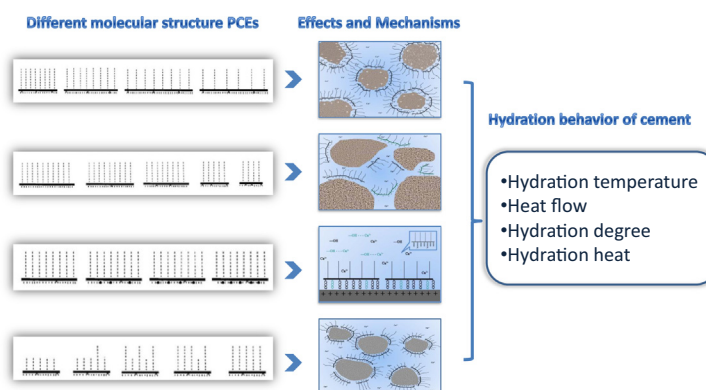 Different molecular structure PCEs
Effects and Mechanisms
Hydration behavior of cement
•Hydration temperature
•Heat flow
•Hydration degree
•Hydration heat